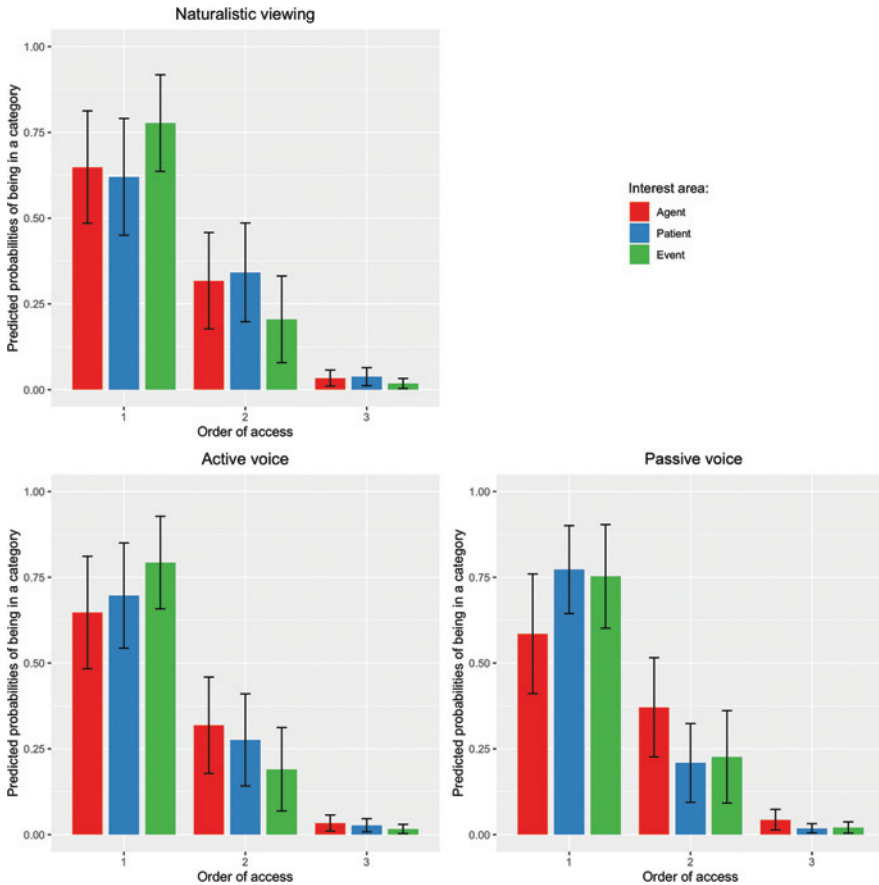 Naturalistic viewing
Predicted probabilities of being in a category
1.00
0.75
0.50
0.25
0.00
1 2 3
Order of access
Interest area:
Agent
Patient
Event
Active voice
Predicted probabilities of being in a category
1.00
0.75
0.50
0.25
0.00
1 2 3
Order of access
Passive voice
Predicted probabilities of being in a category
1.00
0.75
0.50
0.25
0.00
1 2 3
Order of access